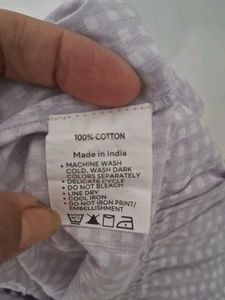 100% COTTON
Made in India
• MACHINE WASH
COLD, WASH DARK
COLORS SEPARATELY
• DELICATE CYCLE
• DO NOT BLEACH
• LINE DRY
• COOL IRON
• DO NOT IRON PRINT/
EMBELLISHMENT